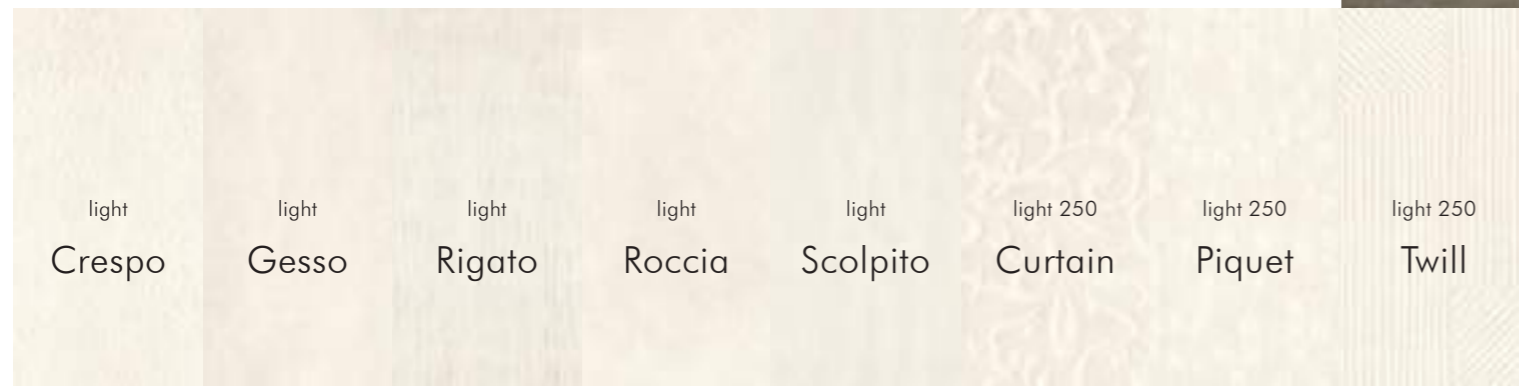 light
Crespo
light
Gesso
light
Rigato
light
Roccia
light
Scolpito
light 250
Curtain
light 250
Piquet
light 250
Twill